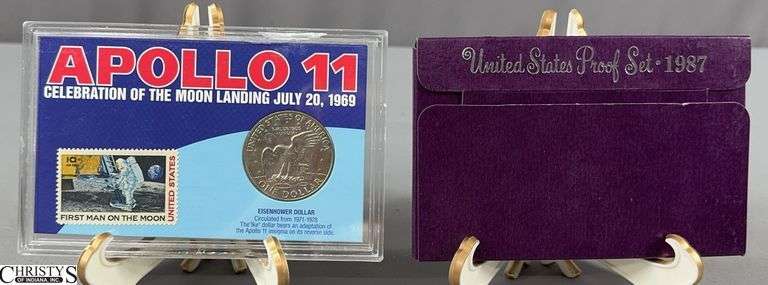 APOLLO 11
CELEBRATION OF THE MOON LANDING JULY 20, 1969
10¢
UNITED STATES
FIRST MAN ON THE MOON
UNITED STATES OF AMERICA
ONE DOLLAR
EISENHOWER DOLLAR
Circulated from 1971-1978
The "Ike" dollar bears an adaptation of
the Apollo 11 insignia on its reverse side.
United States Proof Set · 1987
CHRISTY'S
OF INDIANA, INC.